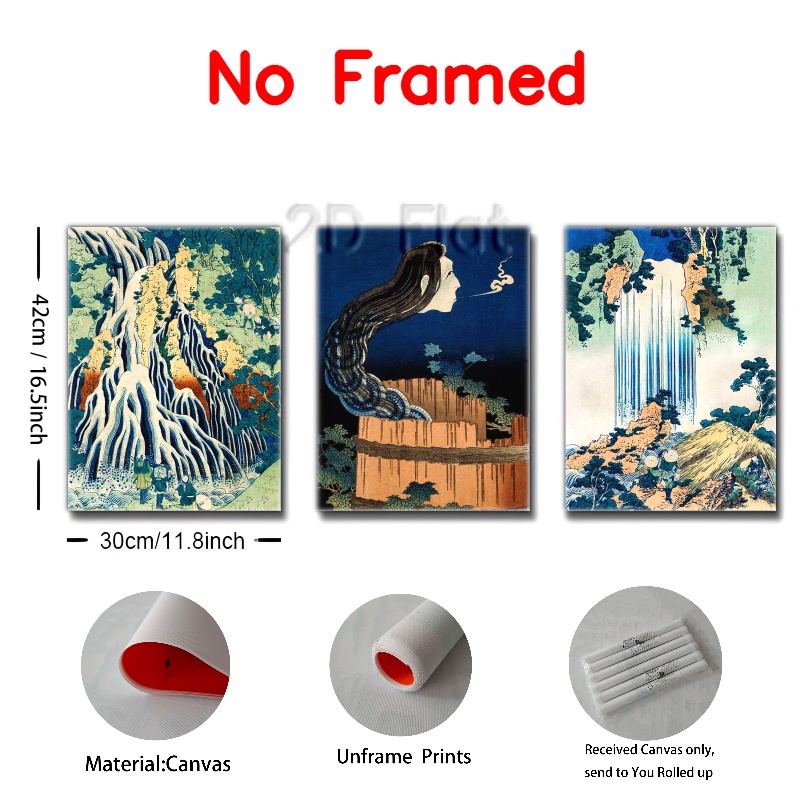 No Framed
2D Flat
42cm / 16.5inch
30cm/11.8inch
Material:Canvas
Unframe Prints
Received Canvas only,
send to You Rolled up